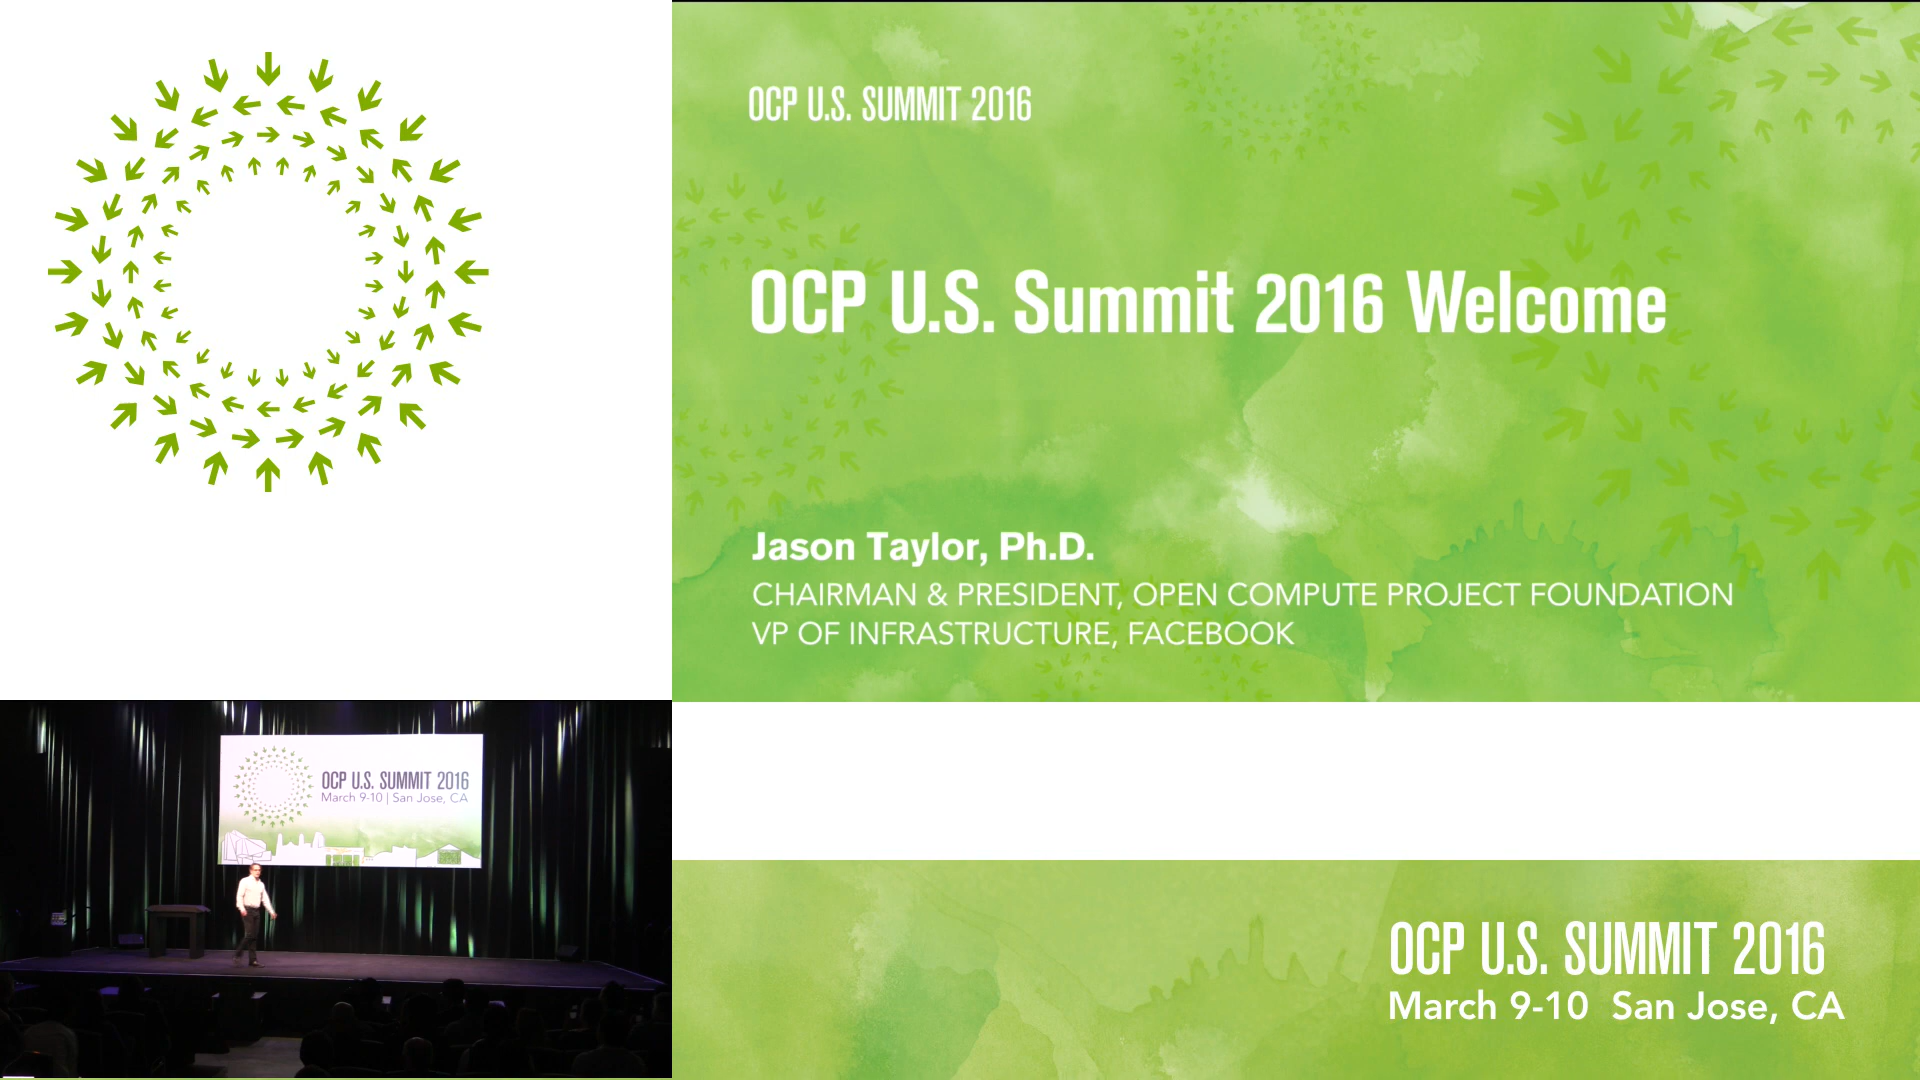 OCP U.S. SUMMIT 2016
OCP U.S. Summit 2016 Welcome
Jason Taylor, Ph.D.
CHAIRMAN & PRESIDENT, OPEN COMPUTE PROJECT FOUNDATION
VP OF INFRASTRUCTURE, FACEBOOK
OCP U.S. SUMMIT 2016
March 9-10 | San Jose, CA
OCP U.S. SUMMIT 2016
March 9-10 San Jose, CA